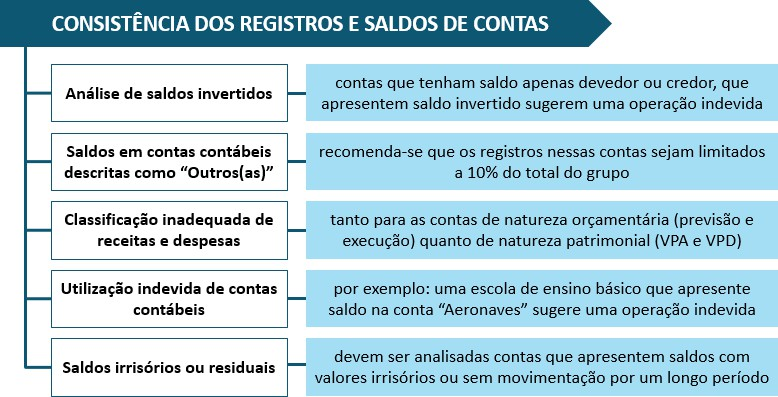 CONSISTÊNCIA DOS REGISTROS E SALDOS DE CONTAS
Análise de saldos invertidos
contas que tenham saldo apenas devedor ou credor, que
apresentem saldo invertido sugerem uma operação indevida
Saldos em contas contábeis
descritas como “Outros(as)”
recomenda-se que os registros nessas contas sejam limitados
a 10% do total do grupo
Classificação inadequada de
receitas e despesas
tanto para as contas de natureza orçamentária (previsão e
execução) quanto de natureza patrimonial (VPA e VPD)
Utilização indevida de contas
contábeis
por exemplo: uma escola de ensino básico que apresente
saldo na conta “Aeronaves” sugere uma operação indevida
Saldos irrisórios ou residuais
devem ser analisadas contas que apresentem saldos com
valores irrisórios ou sem movimentação por um longo período